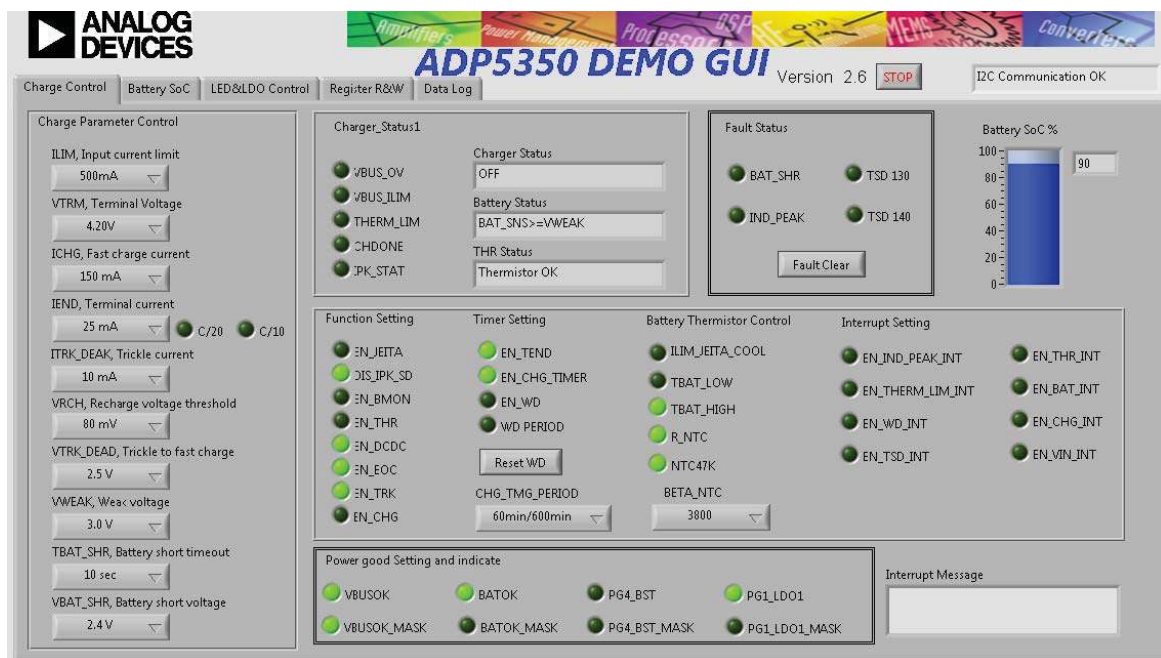 ANALOG
DEVICES
Amplifiers
Power Management
Processors
DSP
RF
MEMS
Converters
ADP5350 DEMO GUI
Version 2.6
STOP
I2C Communication OK
Charge Control
Battery SoC
LED&LDO Control
Register R&W
Data Log
Charge Parameter Control
ILIM, Input current limit
500mA
VTRM, Terminal Voltage
4.20V
ICHG, Fast charge current
150 mA
IEND, Terminal current
25 mA
C/20
C/10
ITRK_DEAK, Trickle current
10 mA
VRCH, Recharge voltage threshold
80 mV
VTRK_DEAD, Trickle to fast charge
2.5 V
VWEAK, Weak voltage
3.0 V
TBAT_SHR, Battery short timeout
10 sec
VBAT_SHR, Battery short voltage
2.4 V
Charger_Status1
VBUS_OV
VBUS_ILIM
THERM_LIM
CHDONE
IPK_STAT
Charger Status
OFF
Battery Status
BAT_SNS>=VWEAK
THR Status
Thermistor OK
Fault Status
BAT_SHR
TSD 130
IND_PEAK
TSD 140
Fault Clear
Battery SoC %
100
80
60
40
20
0
90
Function Setting
EN_JEITA
DIS_IPK_SD
EN_BMON
EN_THR
EN_DCDC
EN_EOC
EN_TRK
EN_CHG
Timer Setting
EN_TEND
EN_CHG_TIMER
EN_WD
WD PERIOD
Reset WD
CHG_TMG_PERIOD
60min/600min
Battery Thermistor Control
ILIM_JEITA_COOL
TBAT_LOW
TBAT_HIGH
R_NTC
NTC47K
BETA_NTC
3800
Interrupt Setting
EN_IND_PEAK_INT
EN_THERM_LIM_INT
EN_WD_INT
EN_TSD_INT
EN_THR_INT
EN_BAT_INT
EN_CHG_INT
EN_VIN_INT
Power good Setting and indicate
VBUSOK
BATOK
PG4_BST
PG1_LDO1
VBUSOK_MASK
BATOK_MASK
PG4_BST_MASK
PG1_LDO1_MASK
Interrupt Message